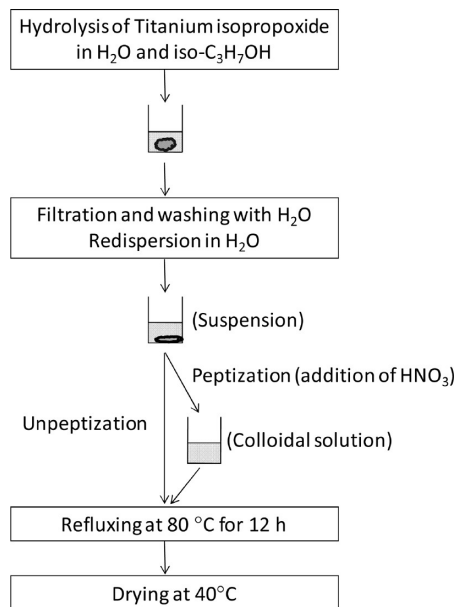 Hydrolysis of Titanium isopropoxide
in H₂O and iso-C₃H₇OH
Filtration and washing with H₂O
Redispersion in H₂O
(Suspension)
Peptization (addition of HNO₃)
Unpeptization
(Colloidal solution)
Refluxing at 80 °C for 12 h
Drying at 40°C